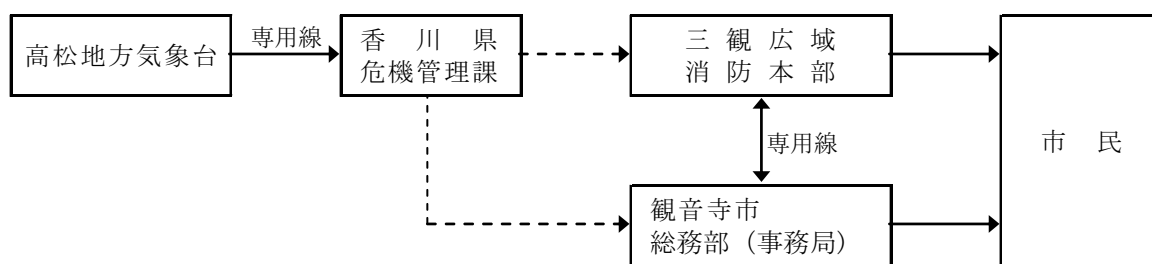 高松地方気象台
専用線
香川県
危機管理課
三観広域
消防本部
専用線
観音寺市
総務部（事務局）
市民